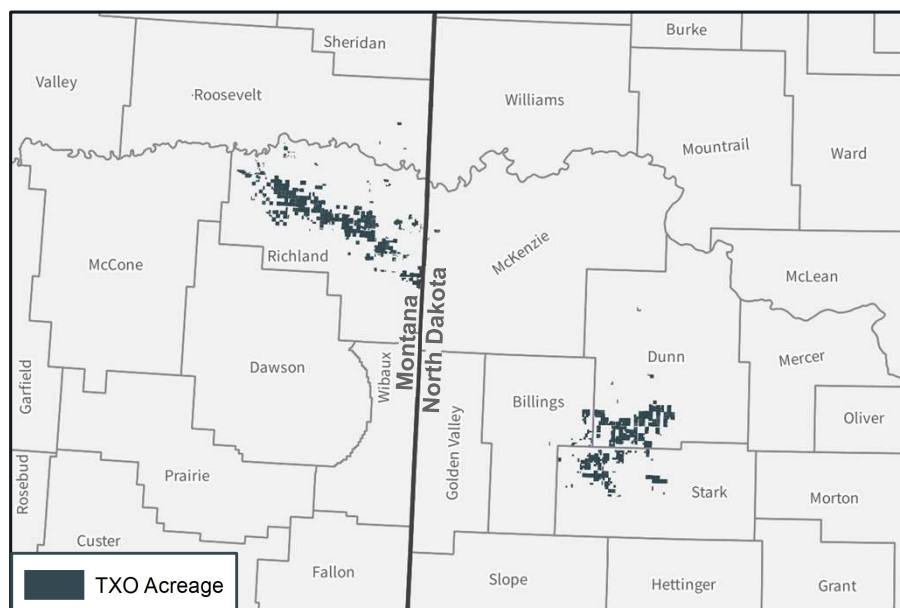 Burke
Sheridan
Valley
Roosevelt
Williams
Mountrail
Ward
McKenzie
Richland
McCone
McLean
Montana
North Dakota
Dunn
Mercer
Dawson
Wibaux
Garfield
Billings
Oliver
Golden Valley
Rosebud
Prairie
Stark
Morton
Custer
Fallon
Slope
Hettinger
Grant
TXO Acreage